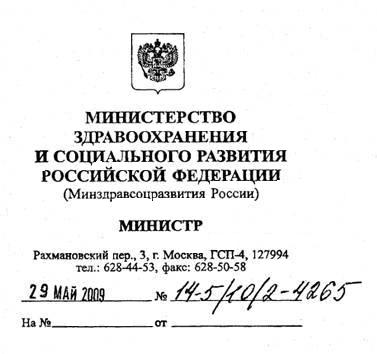 МИНИСТЕРСТВО
ЗДРАВООХРАНЕНИЯ
И СОЦИАЛЬНОГО РАЗВИТИЯ
РОССИЙСКОЙ ФЕДЕРАЦИИ
(Минздравсоцразвития России)
МИНИСТР
Рахмановский пер., 3, г. Москва, ГСП-4, 127994
тел.: 628-44-53, факс: 628-50-58
29 МАЙ 2009 № 14-5/10/2-4265
На № от